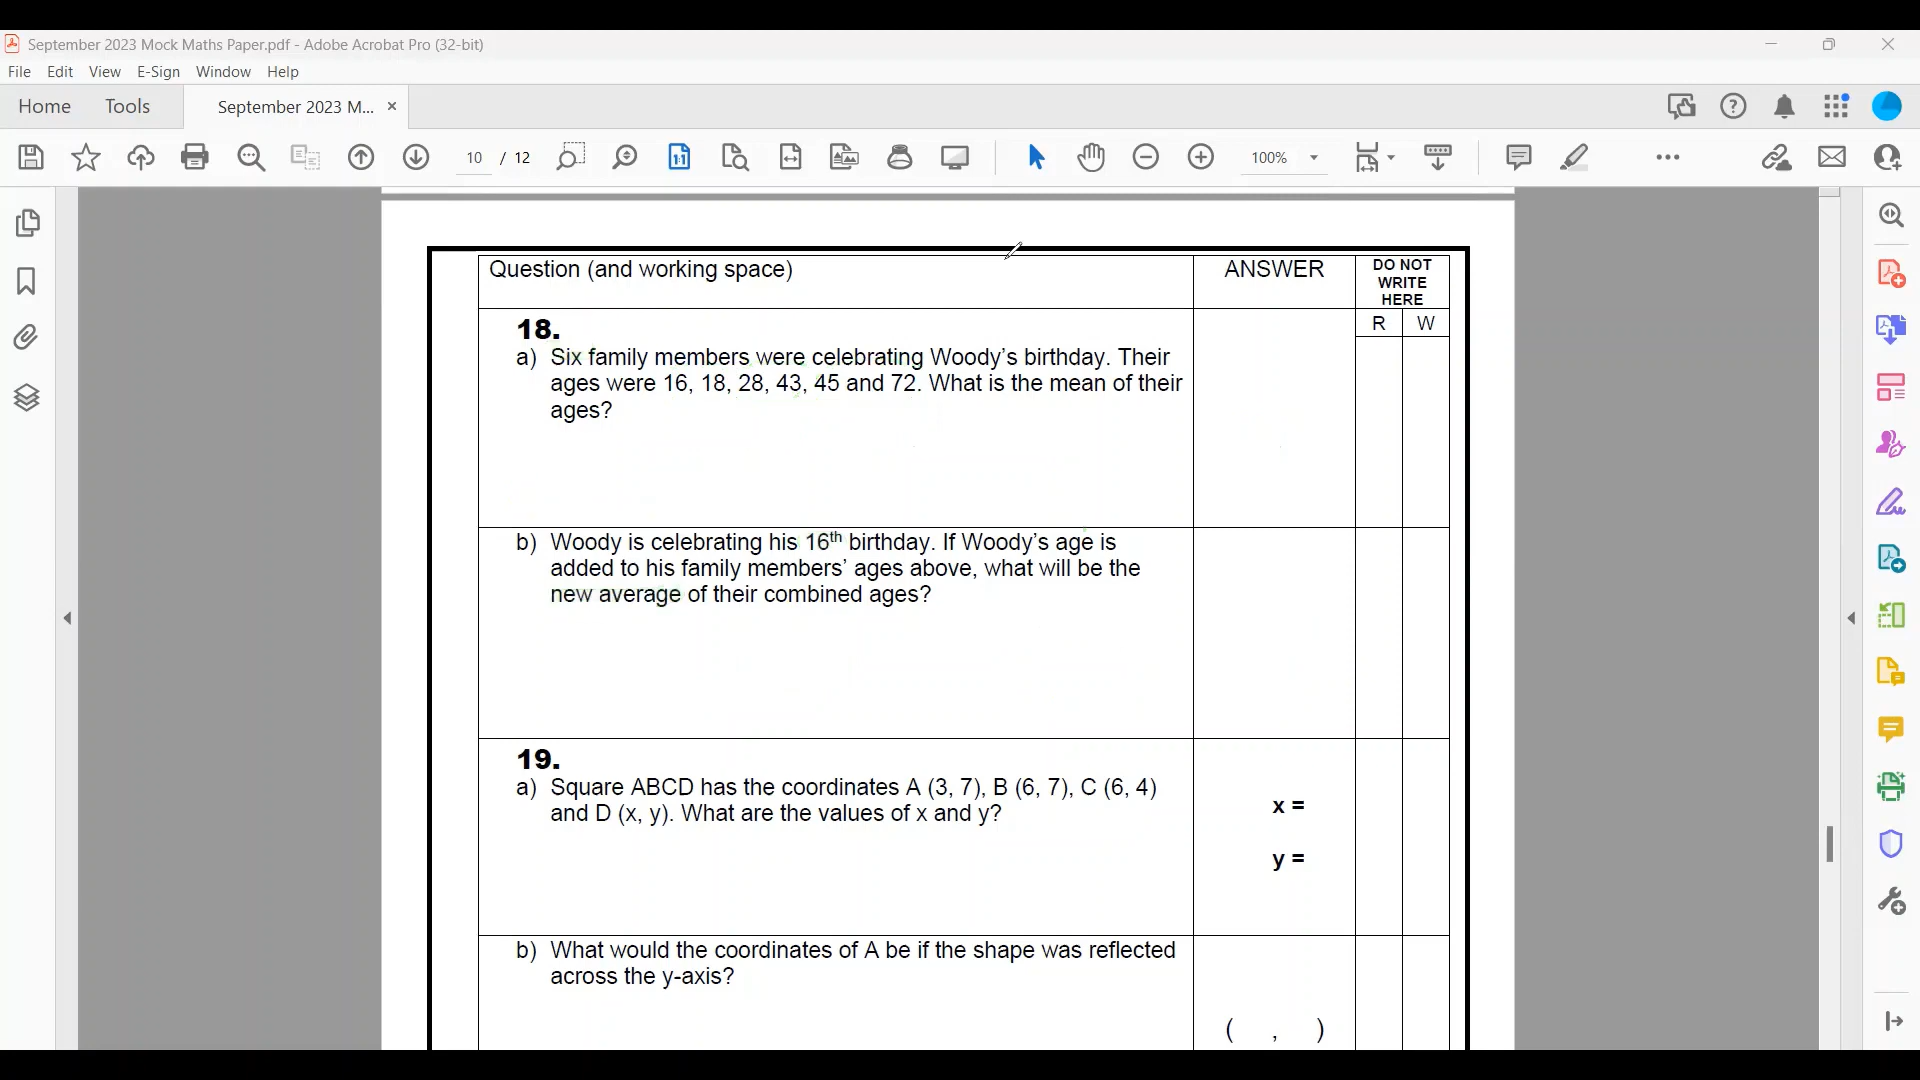 September 2023 Mock Maths Paper.pdf - Adobe Acrobat Pro (32-bit)
File Edit View E-Sign Window Help
Home Tools September 2023 M... ×
10 / 12 100%
Question (and working space) ANSWER DO NOT
WRITE
HERE
18. R W
a) Six family members were celebrating Woody’s birthday. Their
ages were 16, 18, 28, 43, 45 and 72. What is the mean of their
ages?
b) Woody is celebrating his 16th birthday. If Woody’s age is
added to his family members’ ages above, what will be the
new average of their combined ages?
19.
a) Square ABCD has the coordinates A (3, 7), B (6, 7), C (6, 4)
and D (x, y). What are the values of x and y?
x =
y =
b) What would the coordinates of A be if the shape was reflected
across the y-axis?
( , )